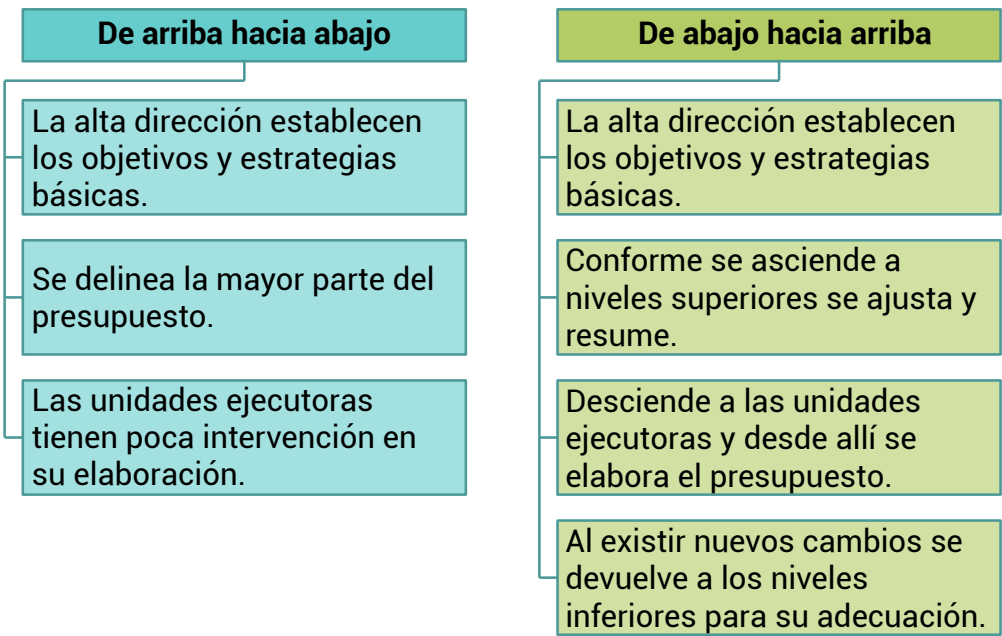 De arriba hacia abajo
La alta dirección establecen
los objetivos y estrategias
básicas.
Se delinea la mayor parte del
presupuesto.
Las unidades ejecutoras
tienen poca intervención en
su elaboración.
De abajo hacia arriba
La alta dirección establecen
los objetivos y estrategias
básicas.
Conforme se asciende a
niveles superiores se ajusta y
resume.
Desciende a las unidades
ejecutoras y desde allí se
elabora el presupuesto.
Al existir nuevos cambios se
devuelve a los niveles
inferiores para su adecuación.